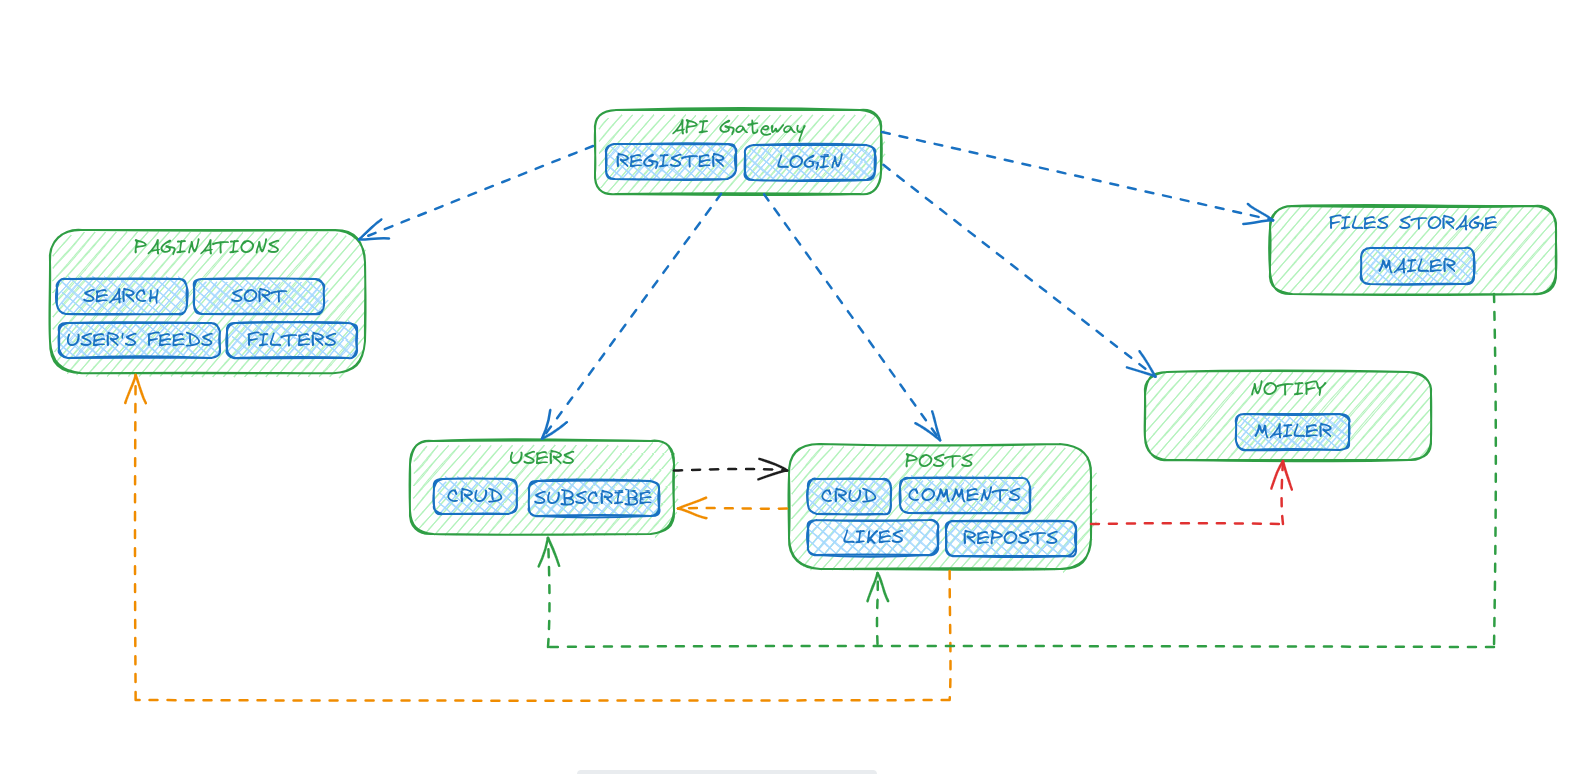 API Gateway
REGISTER
LOGIN
FILES STORAGE
MAILER
PAGINATIONS
SEARCH
SORT
USER'S FEEDS
FILTERS
NOTIFY
MAILER
USERS
CRUD
SUBSCRIBE
POSTS
CRUD
COMMENTS
LIKES
REPOSTS